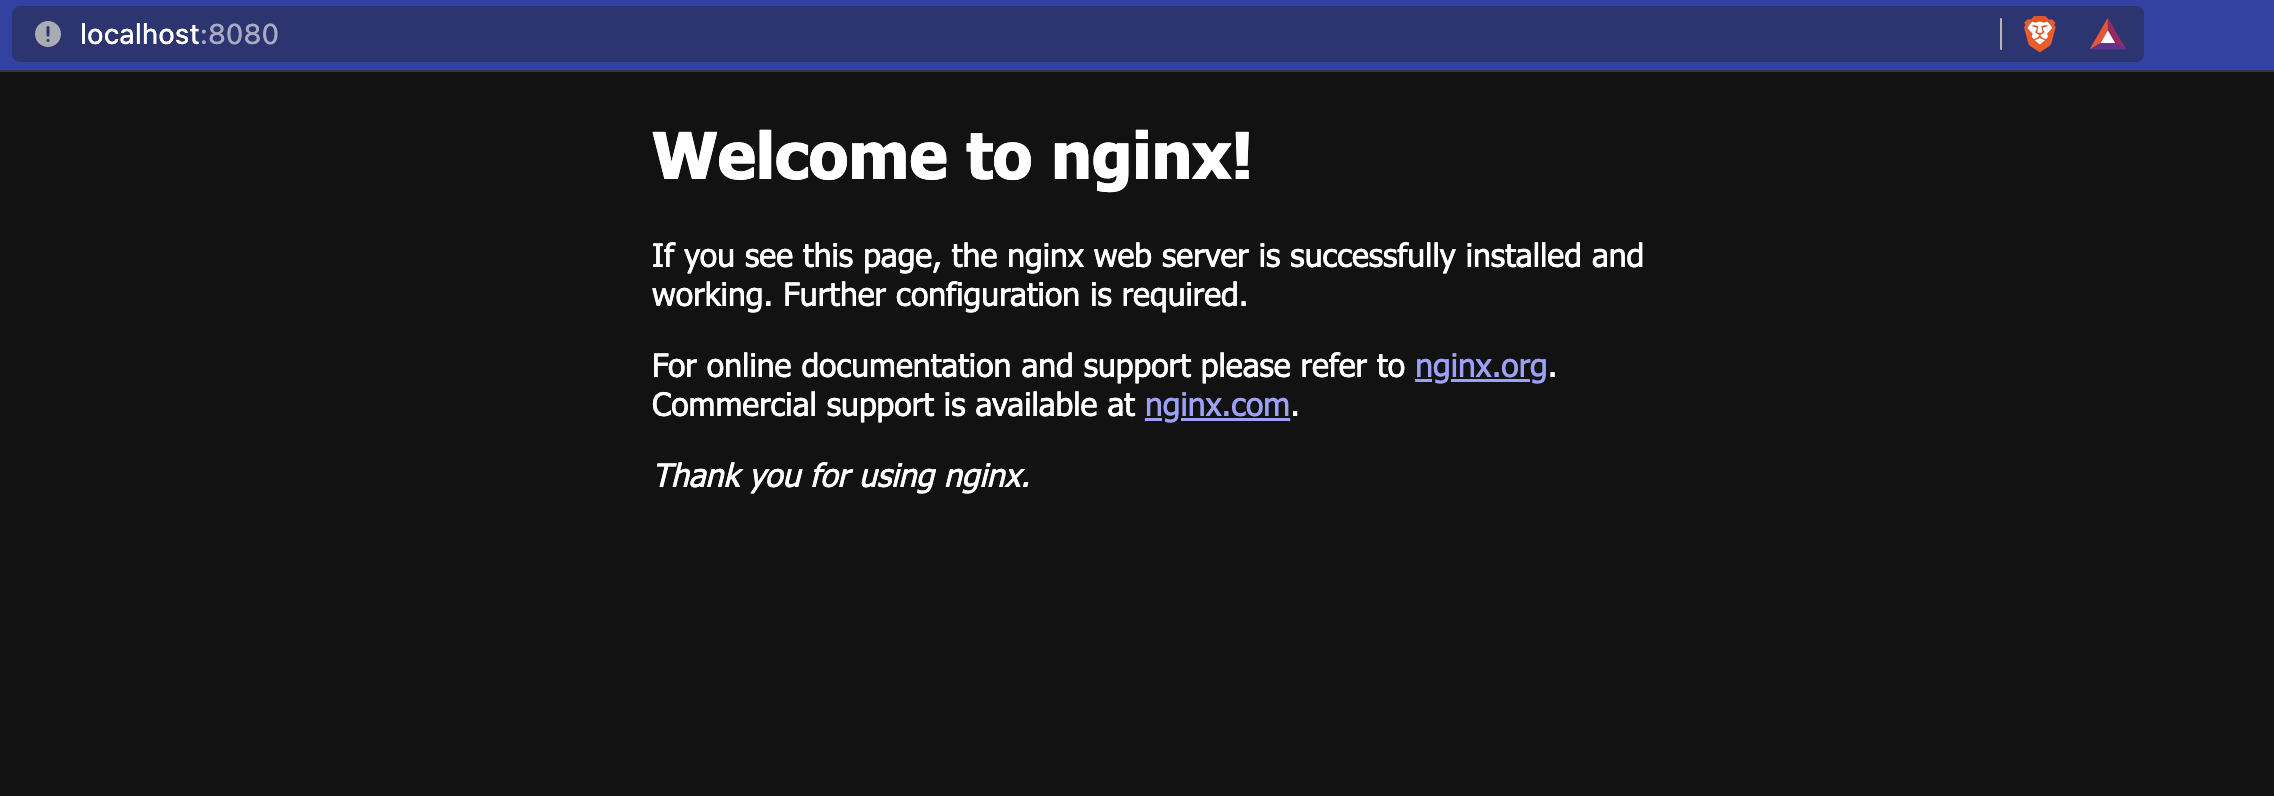 localhost:8080
Welcome to nginx!
If you see this page, the nginx web server is successfully installed and
working. Further configuration is required.
For online documentation and support please refer to nginx.org.
Commercial support is available at nginx.com.
Thank you for using nginx.